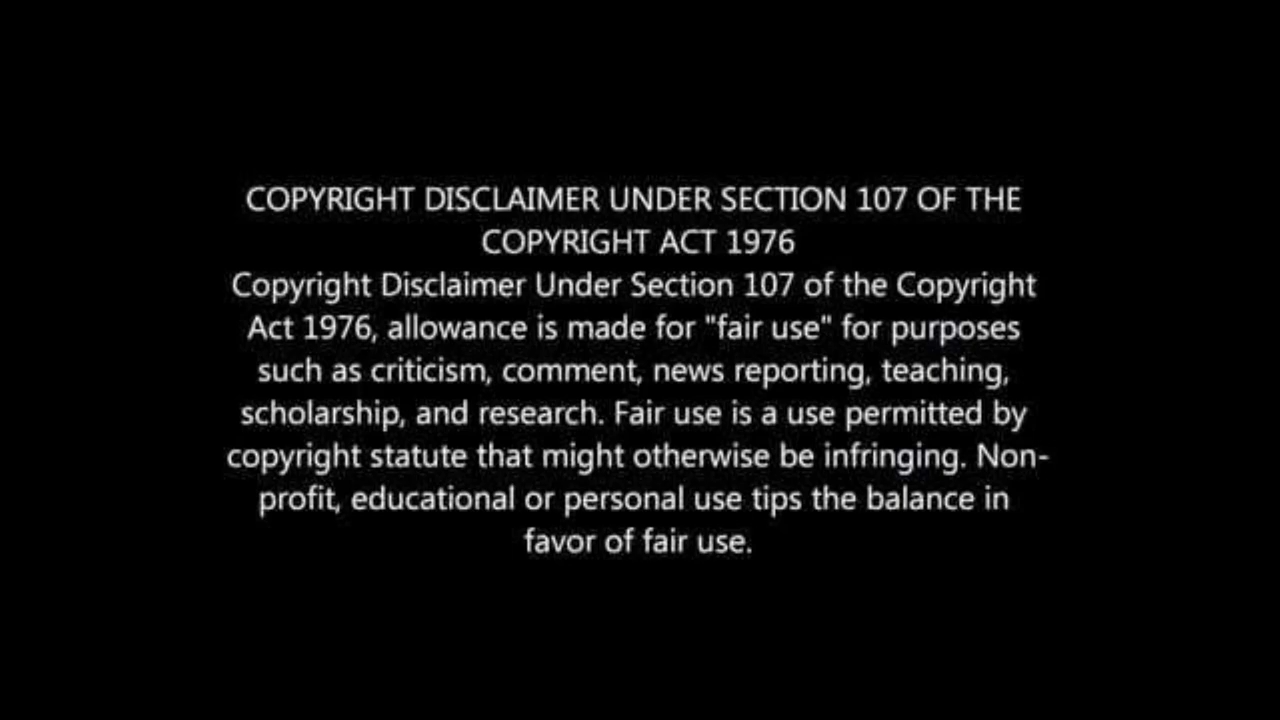 COPYRIGHT DISCLAIMER UNDER SECTION 107 OF THE
COPYRIGHT ACT 1976
Copyright Disclaimer Under Section 107 of the Copyright
Act 1976, allowance is made for "fair use" for purposes
such as criticism, comment, news reporting, teaching,
scholarship, and research. Fair use is a use permitted by
copyright statute that might otherwise be infringing. Non-
profit, educational or personal use tips the balance in
favor of fair use.